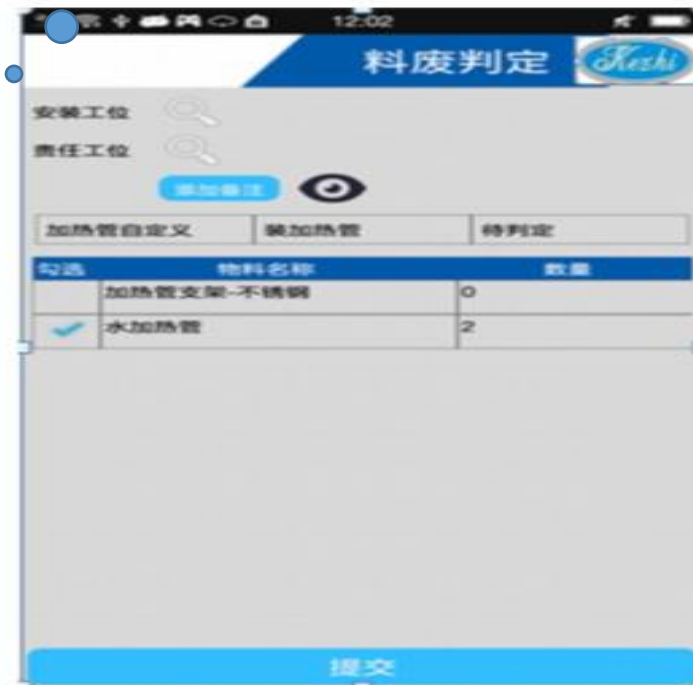 12:02
料废判定 Kezhi
安装工位
责任工位
添加备注
加热管自定义 装加热管 待判定
勾选 物料名称 数量
加热管支架-不锈钢 0
水加热管 2
提交